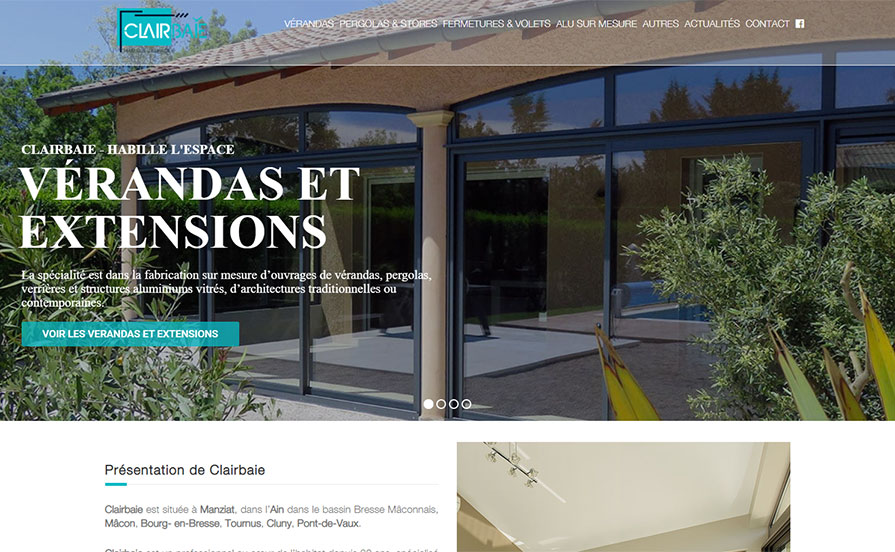 CLAIRBAIE
VÉRANDAS PERGOLAS & STORES FERMETURES & VOLETS ALU SUR MESURE AUTRES ACTUALITÉS CONTACT
CLAIRBAIE - HABILLE L'ESPACE
VÉRANDAS ET
EXTENSIONS
La spécialité est dans la fabrication sur mesure d'ouvrages de vérandas, pergolas,
verrières et structures aluminiums vitrés, d'architectures traditionnelles ou
contemporaines.
VOIR LES VERANDAS ET EXTENSIONS
Présentation de Clairbaie
Clairbaie est située à Manziat, dans l'Ain dans le bassin Bresse Mâconnais,
Mâcon, Bourg- en-Bresse, Tournus, Cluny, Pont-de-Vaux.